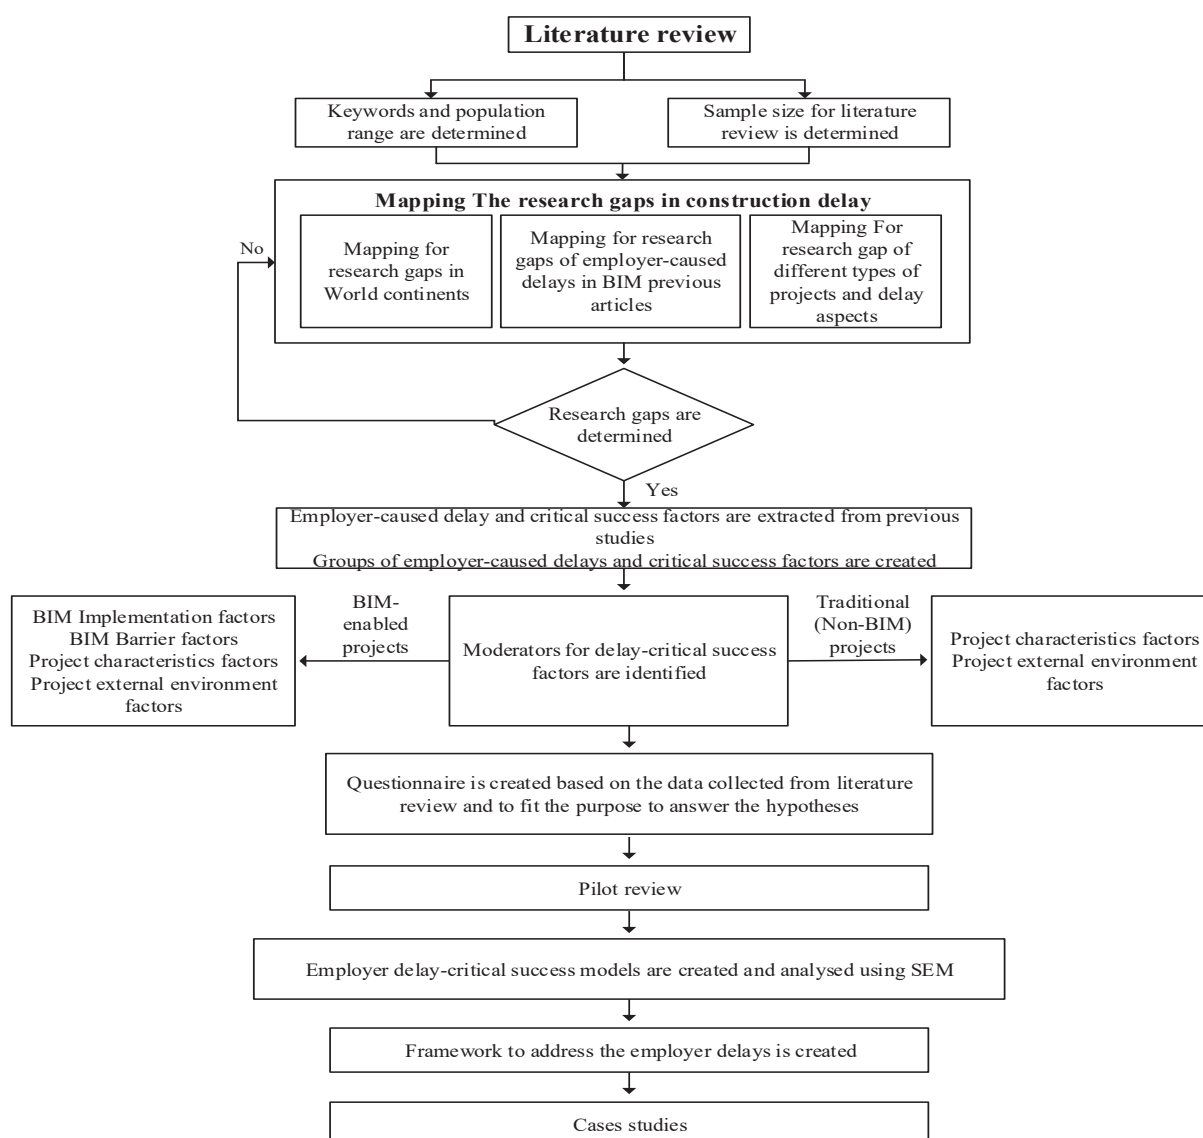 Literature review
Keywords and population
range are determined
Sample size for literature
review is determined
Mapping The research gaps in construction delay
Mapping for
research gaps in
World continents
Mapping for research
gaps of employer-caused
delays in BIM previous
articles
Mapping For
research gap of
different types of
projects and delay
aspects
No
Research gaps are
determined
Yes
Employer-caused delay and critical success factors are extracted from previous
studies
Groups of employer-caused delays and critical success factors are created
BIM Implementation factors
BIM Barrier factors
Project characteristics factors
Project external environment
factors
BIM-
enabled
projects
Moderators for delay-critical success
factors are identified
Traditional
(Non-BIM)
projects
Project characteristics factors
Project external environment
factors
Questionnaire is created based on the data collected from literature
review and to fit the purpose to answer the hypotheses
Pilot review
Employer delay-critical success models are created and analysed using SEM
Framework to address the employer delays is created
Cases studies